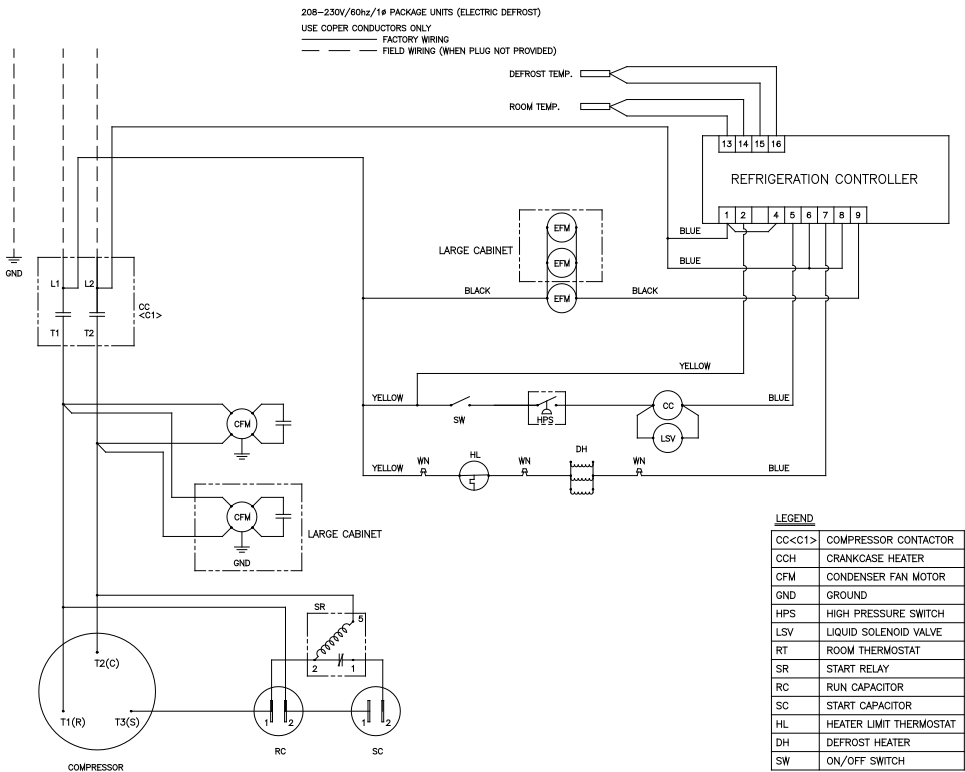 208-230V/60hz/1ø PACKAGE UNITS (ELECTRIC DEFROST)
USE COPER CONDUCTORS ONLY
FACTORY WIRING
FIELD WIRING (WHEN PLUG NOT PROVIDED)
DEFROST TEMP.
ROOM TEMP.
13 14 15 16
REFRIGERATION CONTROLLER
1 2 4 5 6 7 8 9
BLUE
BLUE
EFM
LARGE CABINET
EFM
GND
L1 L2
BLACK
EFM
BLACK
CC
<C1>
T1 T2
YELLOW
YELLOW
SW
HPS
CC
BLUE
CFM
LSV
DH
HL
YELLOW
WN
WN
WN
BLUE
CFM
LARGE CABINET
GND
LEGEND
CC<C1> COMPRESSOR CONTACTOR
CCH CRANKCASE HEATER
CFM CONDENSER FAN MOTOR
GND GROUND
HPS HIGH PRESSURE SWITCH
LSV LIQUID SOLENOID VALVE
RT ROOM THERMOSTAT
SR START RELAY
RC RUN CAPACITOR
SC START CAPACITOR
HL HEATER LIMIT THERMOSTAT
DH DEFROST HEATER
SW ON/OFF SWITCH
SR
5
2 1
T2(C)
T1(R) T3(S)
1 2
1 2
RC
SC
COMPRESSOR